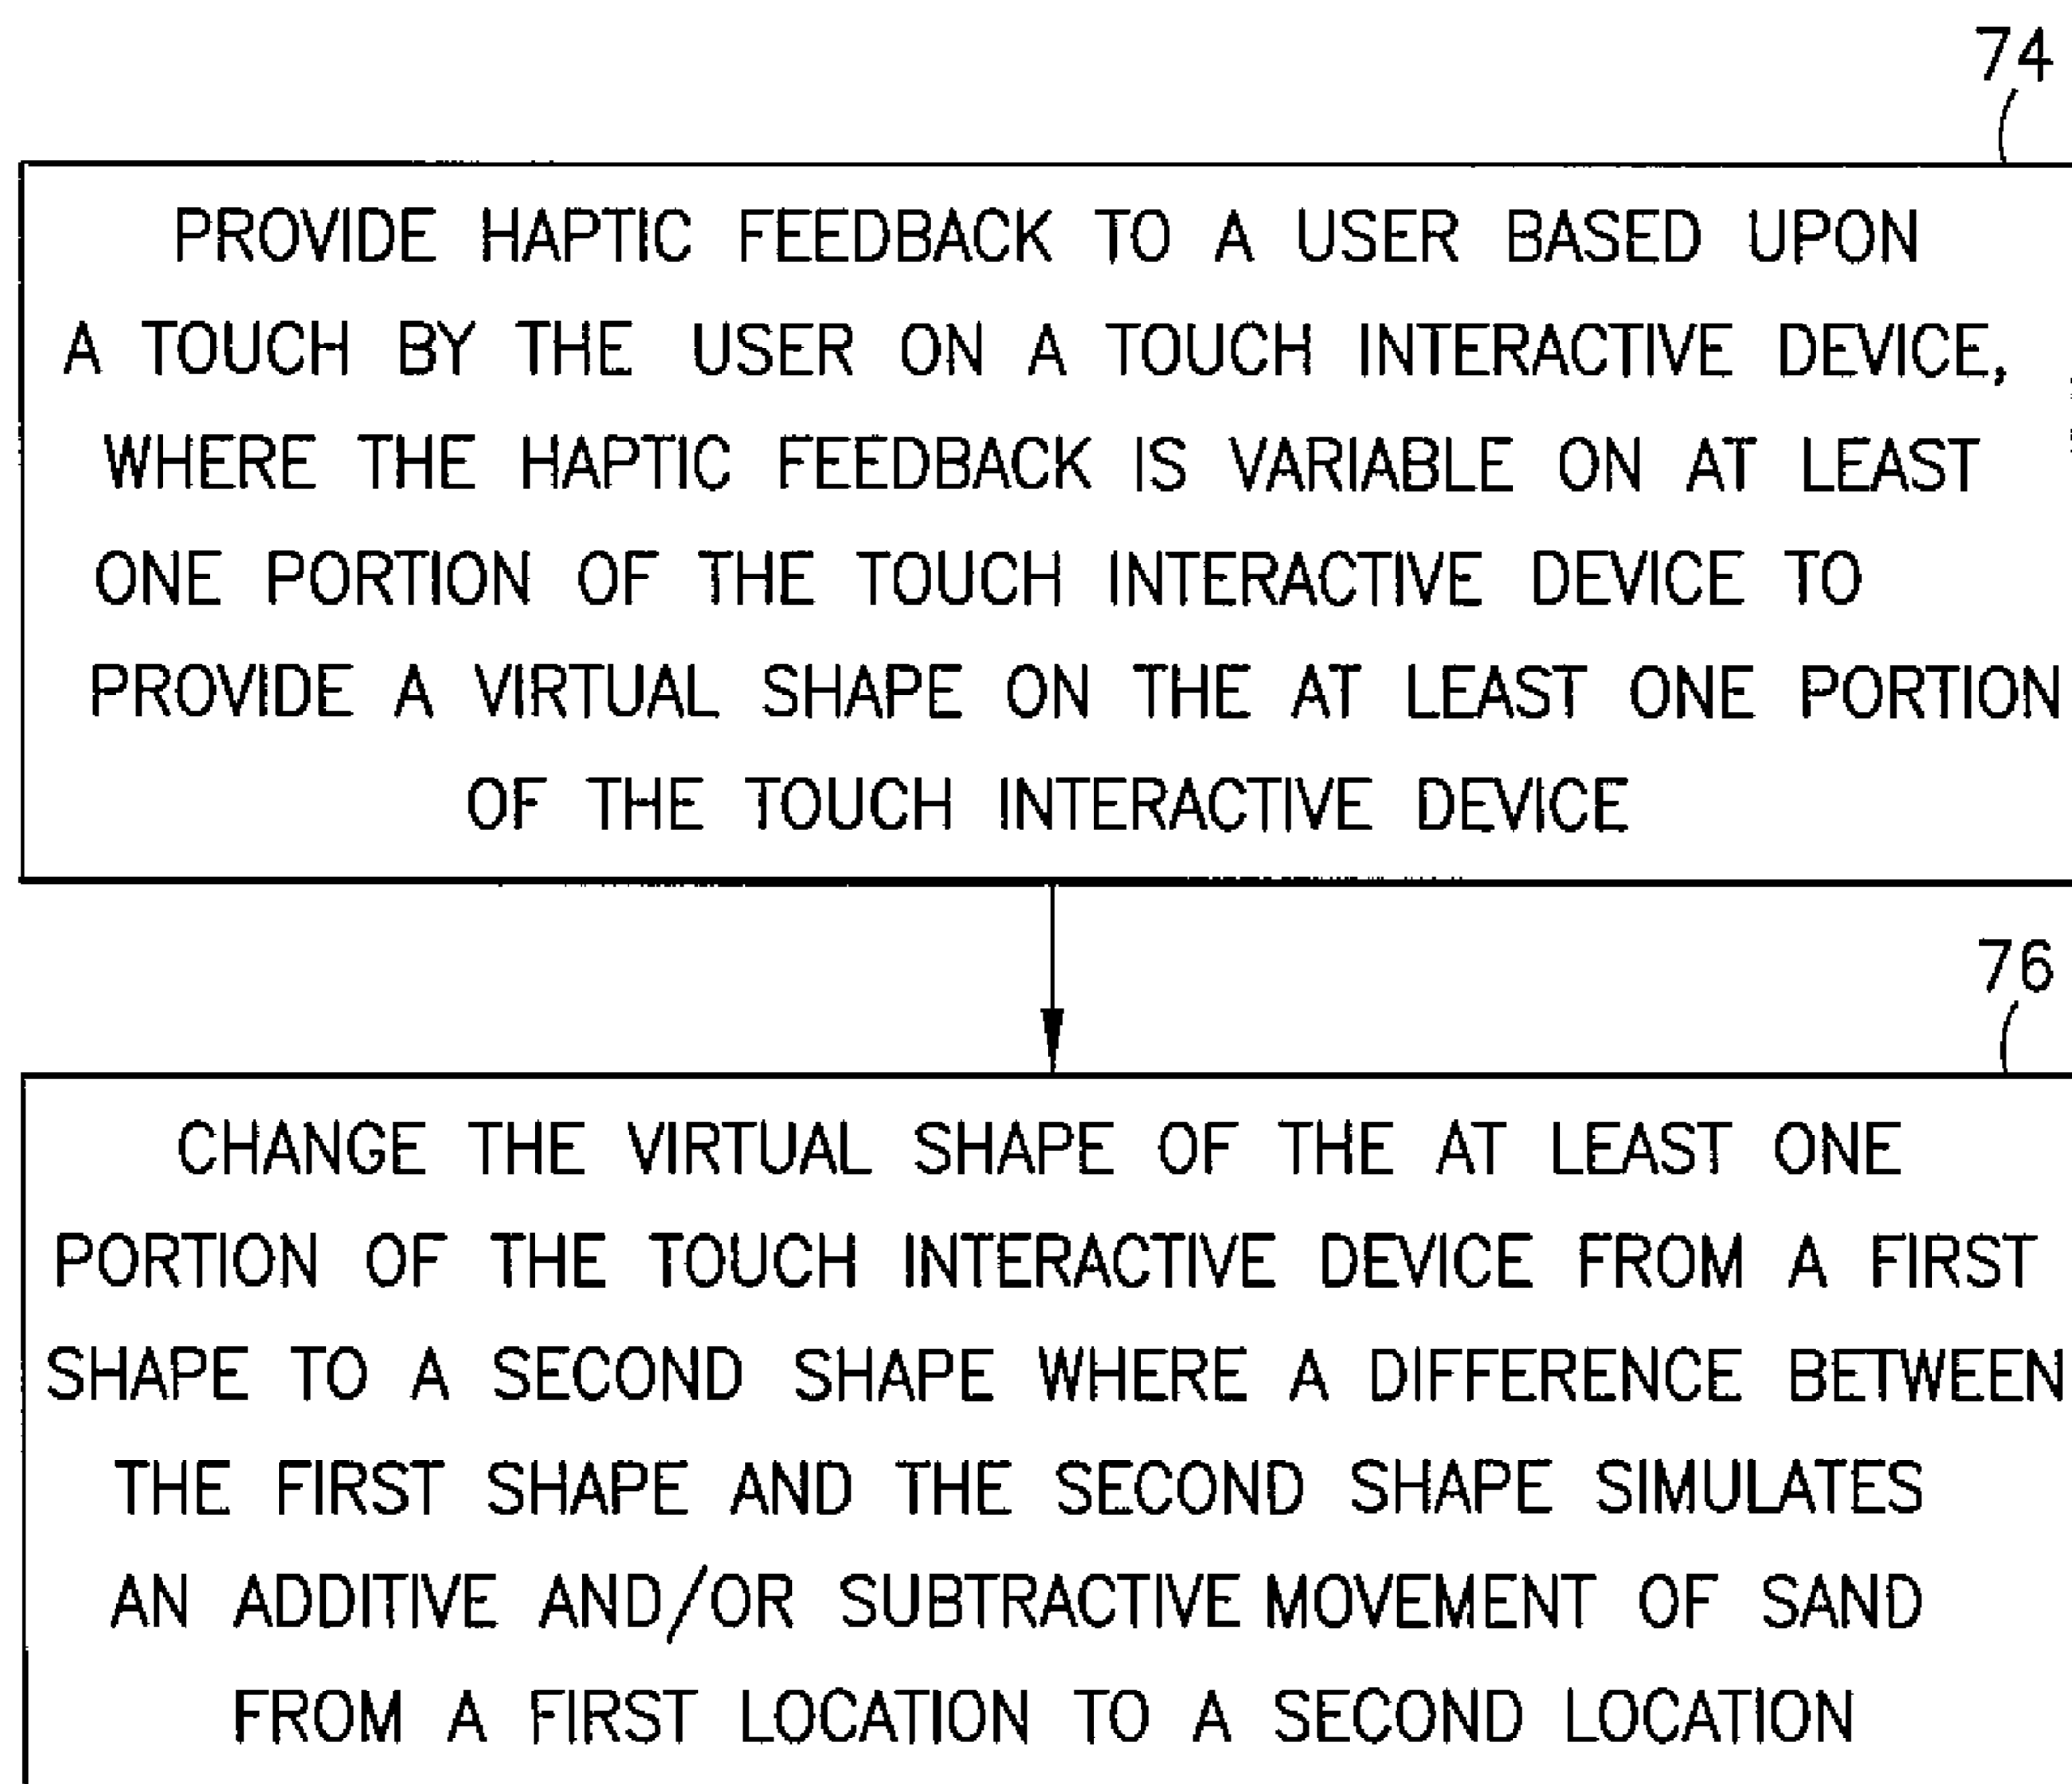 74
PROVIDE HAPTIC FEEDBACK TO A USER BASED UPON
A TOUCH BY THE USER ON A TOUCH INTERACTIVE DEVICE,
WHERE THE HAPTIC FEEDBACK IS VARIABLE ON AT LEAST
ONE PORTION OF THE TOUCH INTERACTIVE DEVICE TO
PROVIDE A VIRTUAL SHAPE ON THE AT LEAST ONE PORTION
OF THE TOUCH INTERACTIVE DEVICE
76
CHANGE THE VIRTUAL SHAPE OF THE AT LEAST ONE
PORTION OF THE TOUCH INTERACTIVE DEVICE FROM A FIRST
SHAPE TO A SECOND SHAPE WHERE A DIFFERENCE BETWEEN
THE FIRST SHAPE AND THE SECOND SHAPE SIMULATES
AN ADDITIVE AND/OR SUBTRACTIVE MOVEMENT OF SAND
FROM A FIRST LOCATION TO A SECOND LOCATION